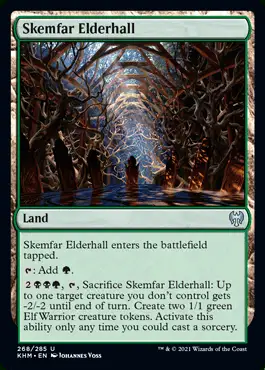 Skemfar Elderhall
Land
Skemfar Elderhall enters the battlefield
tapped.
: Add .
2, , Sacrifice Skemfar Elderhall: Up
to one target creature you don't control gets
-2/-2 until end of turn. Create two 1/1 green
Elf Warrior creature tokens. Activate this
ability only any time you could cast a sorcery.
268/285 U
KHM • EN Johannes Voss
™ & © 2021 Wizards of the Coast